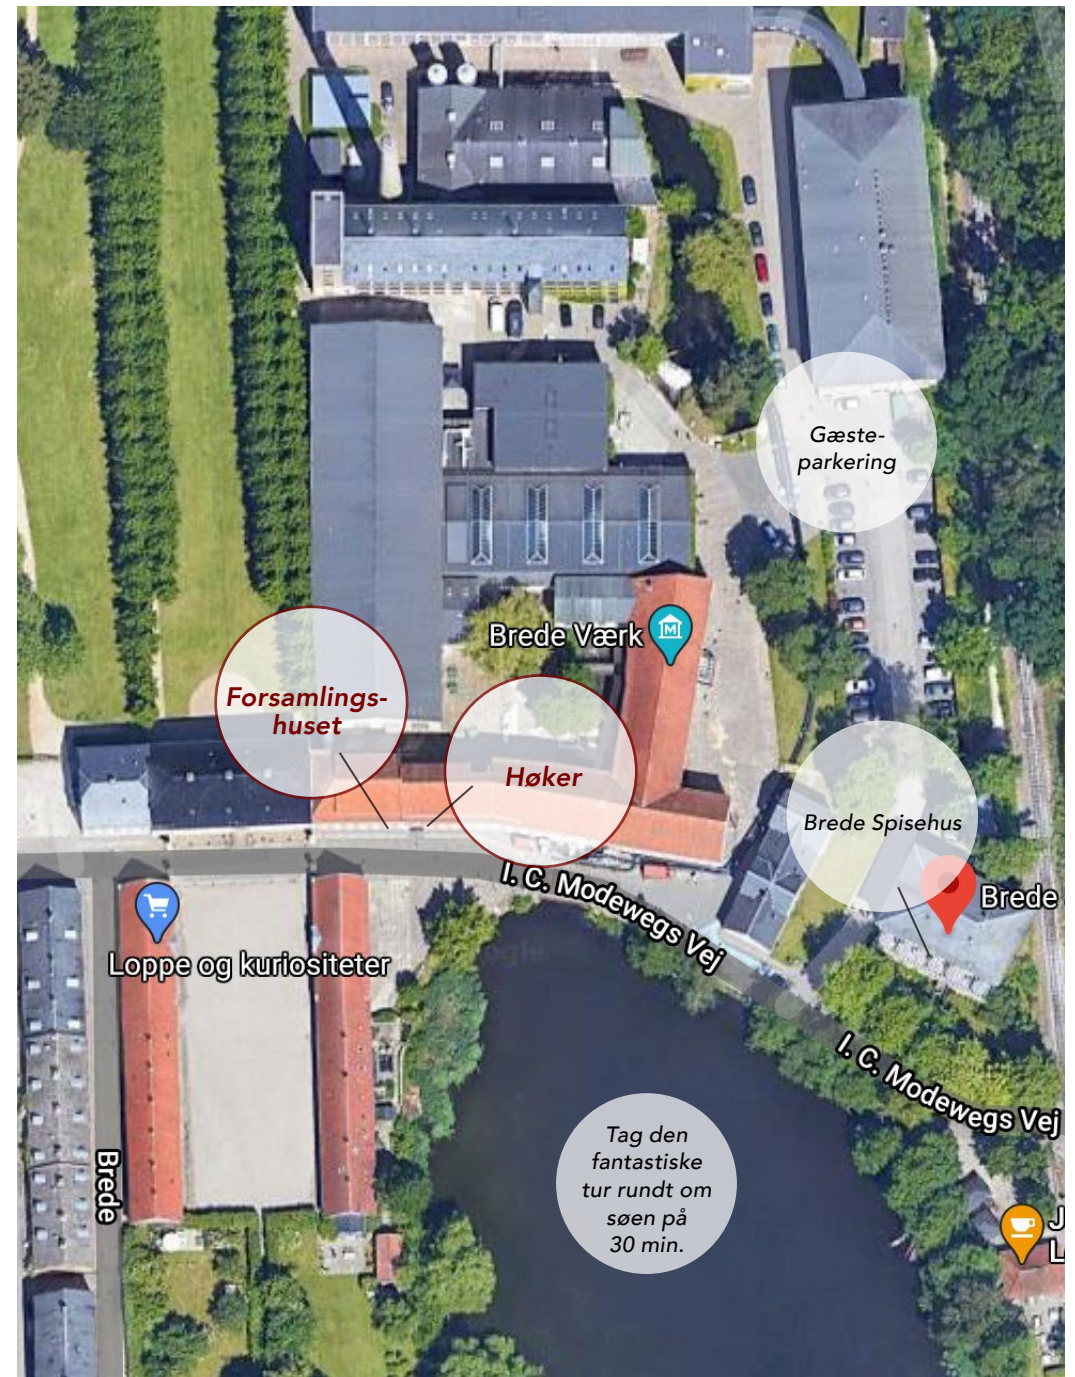 Gæste-
parkering
Brede Værk
Forsamlings-
huset
Høker
Brede Spisehus
I. C. Modewegs Vej
Brede
Loppe og kuriositeter
I. C. Modewegs Vej
Tag den
fantastiske
tur rundt om
søen på
30 min.
Brede
J
L